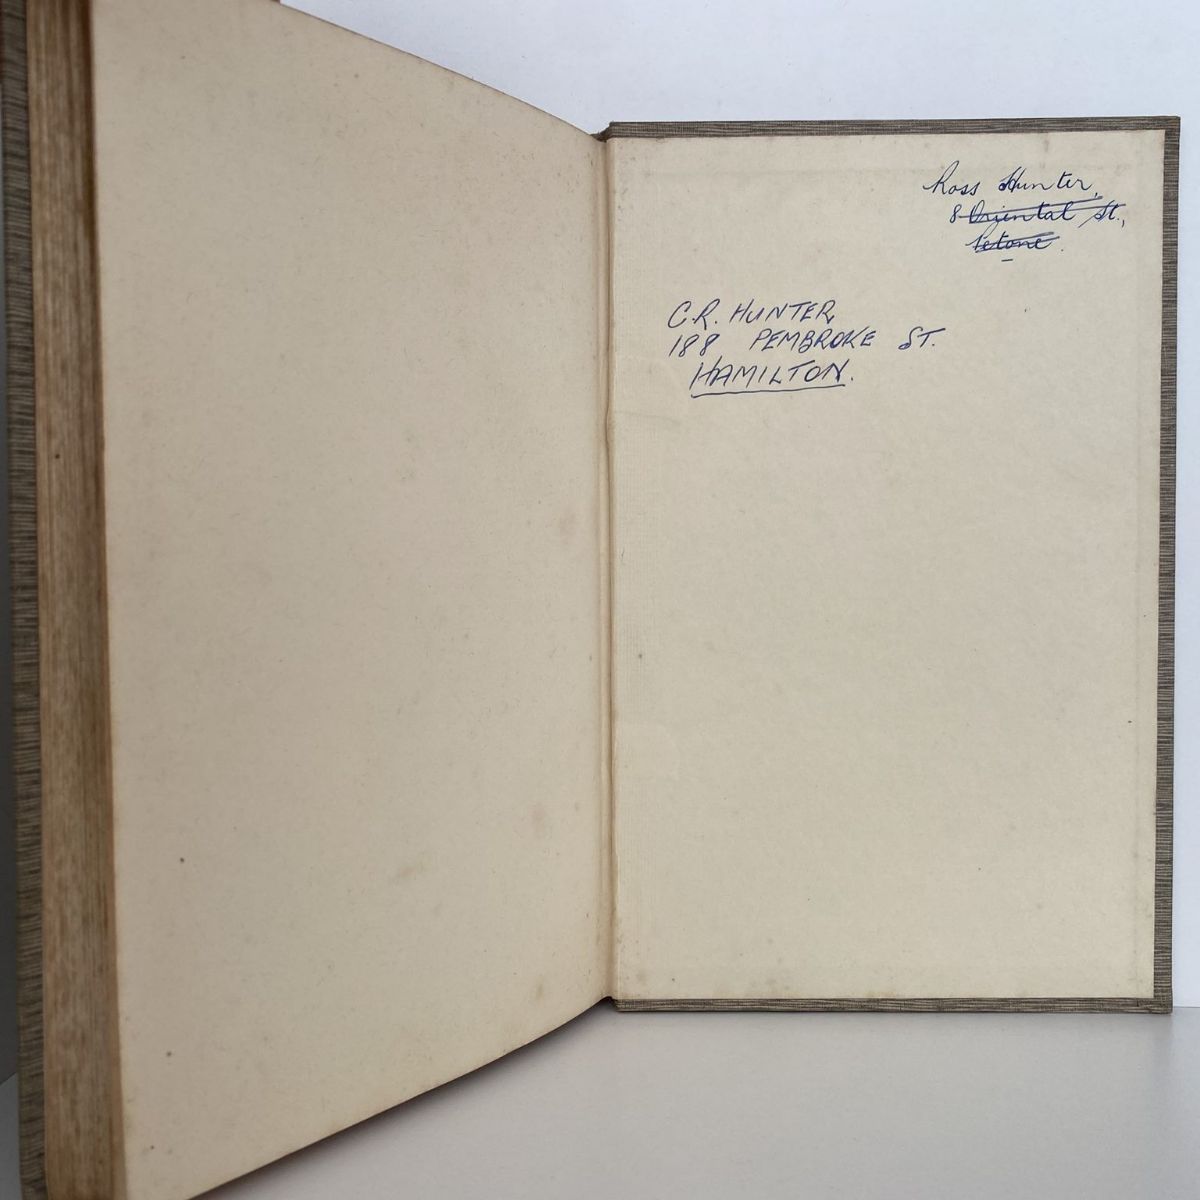 Ross Hunter,
8 Oriental St.,
Petone.
C.R. HUNTER,
188 PEMBROKE ST.
HAMILTON.